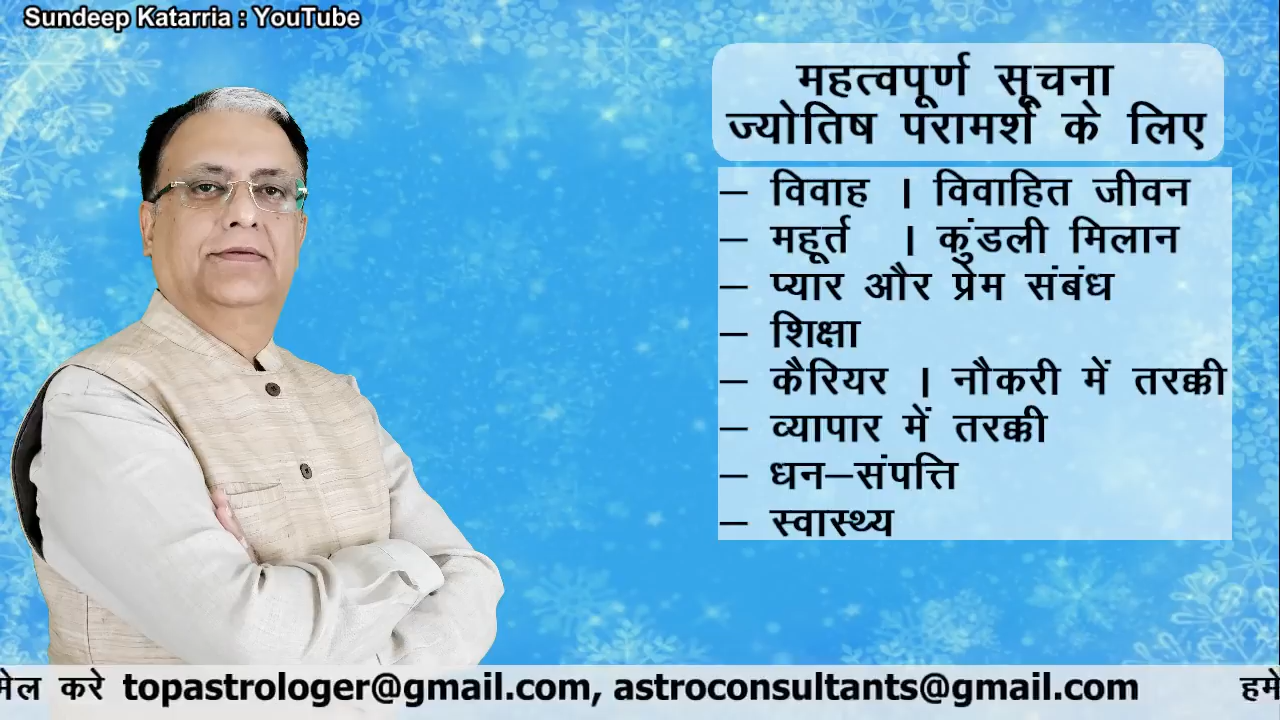 Sundeep Katarria : YouTube
महत्वपूर्ण सूचना
ज्योतिष परामर्श के लिए
– विवाह । विवाहित जीवन
– महूर्त । कुंडली मिलान
– प्यार और प्रेम संबंध
– शिक्षा
– कैरियर । नौकरी में तरक्की
– व्यापार में तरक्की
– धन–संपत्ति
– स्वास्थ्य
मेल करे topastrologer@gmail.com, astroconsultants@gmail.com हमे